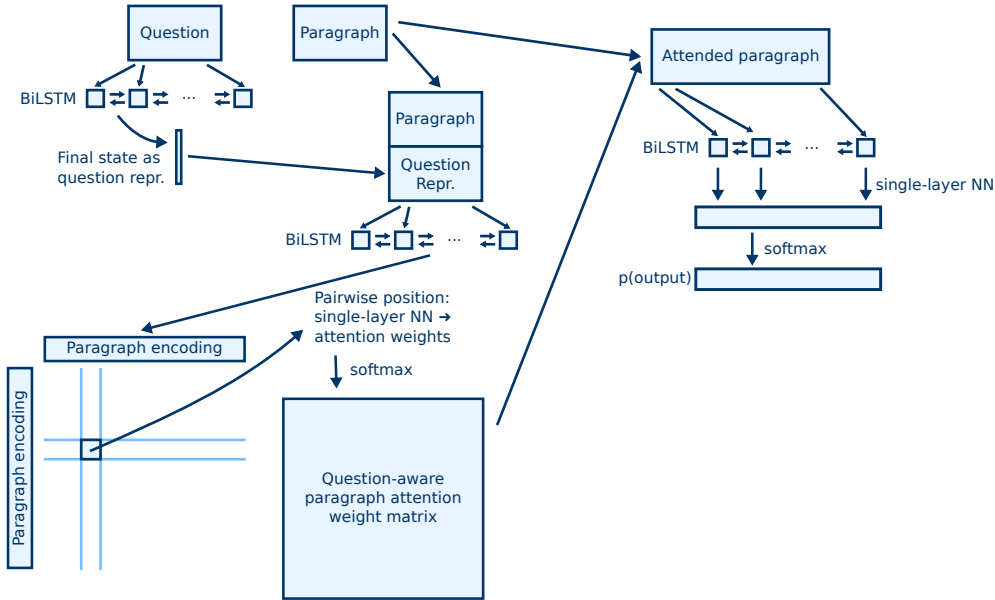 Question
Paragraph
Attended paragraph
BiLSTM
...
Final state as
question repr.
Paragraph
Question
Repr.
BiLSTM
...
BiLSTM
...
single-layer NN
softmax
p(output)
Pairwise position:
single-layer NN ➜
attention weights
softmax
Paragraph encoding
Paragraph encoding
Question-aware
paragraph attention
weight matrix